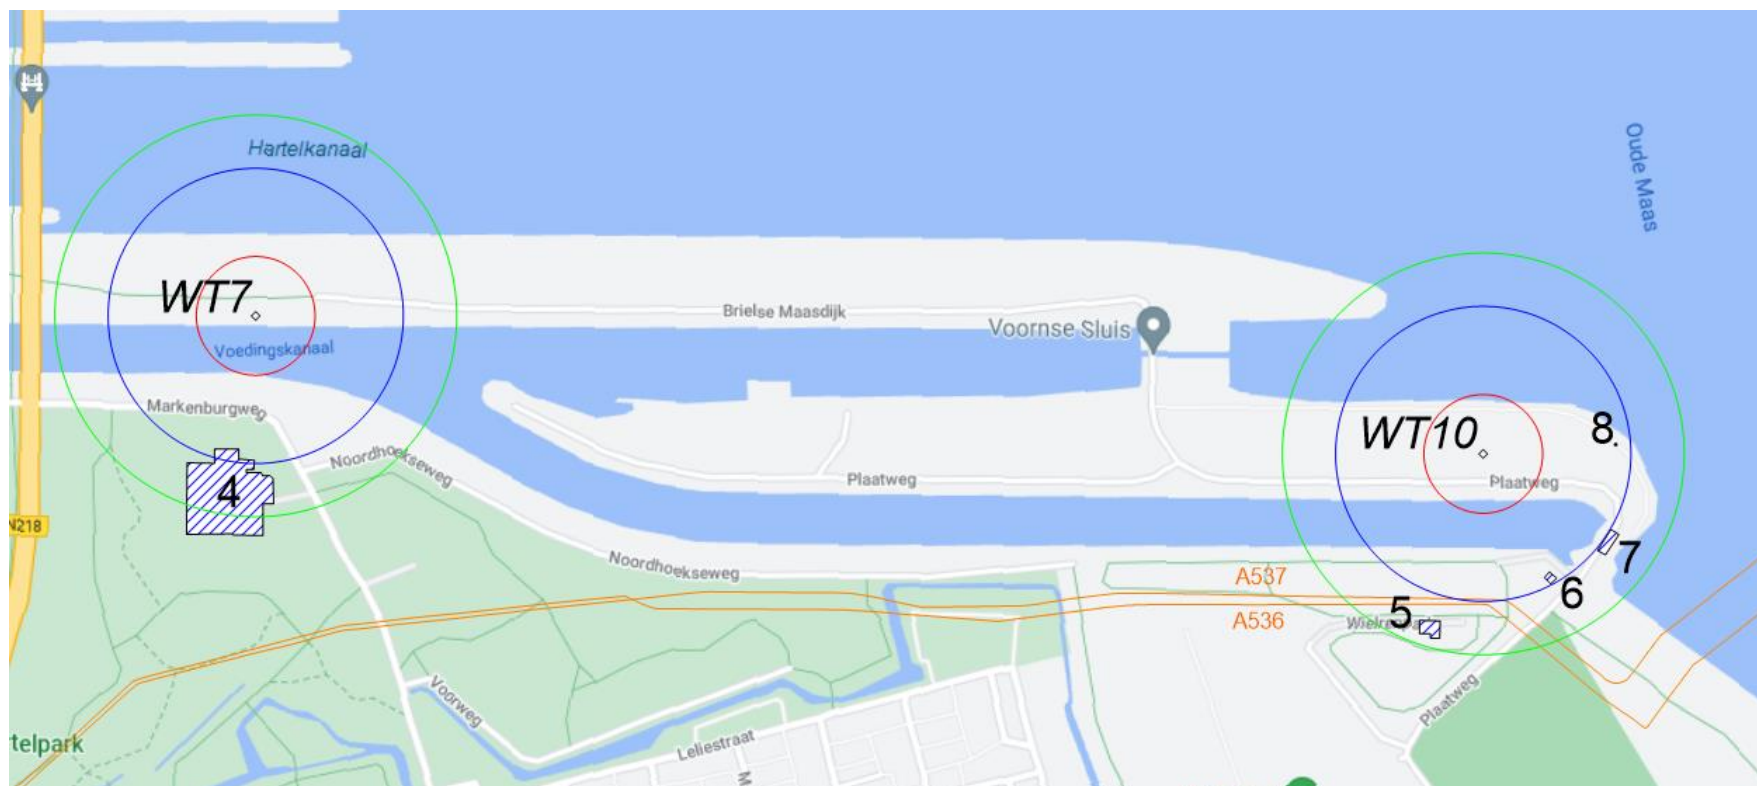 Hartelkanaal
Oude Maas
WT7
Brielse Maasdijk
Voornse Sluis
Voedingskanaal
Markenburgweg
Noordhoekseweg
WT10
8.
Plaatweg
Plaatweg
4
N218
7
Noordhoekseweg
A537
6
A536
5
Voorweg
Plaatweg
telpark
Leliestraat
M